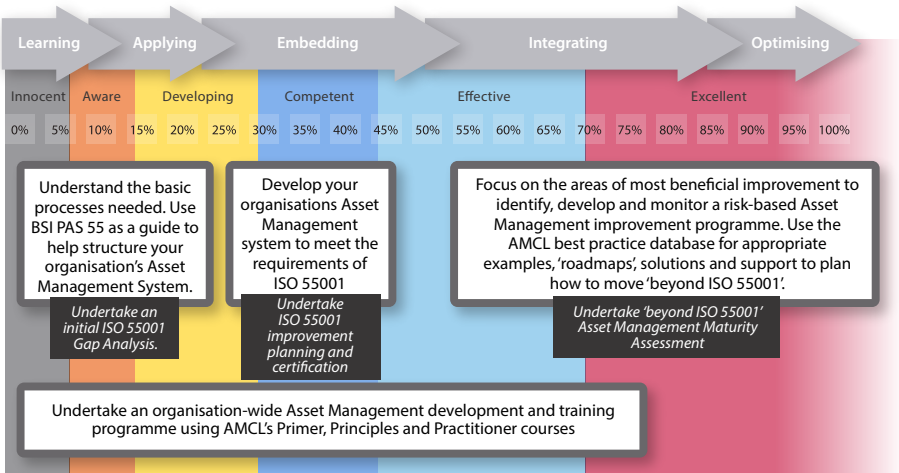 Learning Applying Embedding Integrating Optimising
Innocent Aware Developing Competent Effective Excellent
0% 5% 10% 15% 20% 25% 30% 35% 40% 45% 50% 55% 60% 65% 70% 75% 80% 85% 90% 95% 100%
Understand the basic
processes needed. Use
BSI PAS 55 as a guide to
help structure your
organisation's Asset
Management System.
Undertake an
initial ISO 55001
Gap Analysis.
Develop your
organisations Asset
Management
system to meet the
requirements of
ISO 55001
Undertake
ISO 55001
improvement
planning and
certification
Focus on the areas of most beneficial improvement to
identify, develop and monitor a risk-based Asset
Management improvement programme. Use the
AMCL best practice database for appropriate
examples, ‘roadmaps’, solutions and support to plan
how to move ‘beyond ISO 55001’.
Undertake ‘beyond ISO 55001’
Asset Management Maturity
Assessment
Undertake an organisation-wide Asset Management development and training
programme using AMCL's Primer, Principles and Practitioner courses